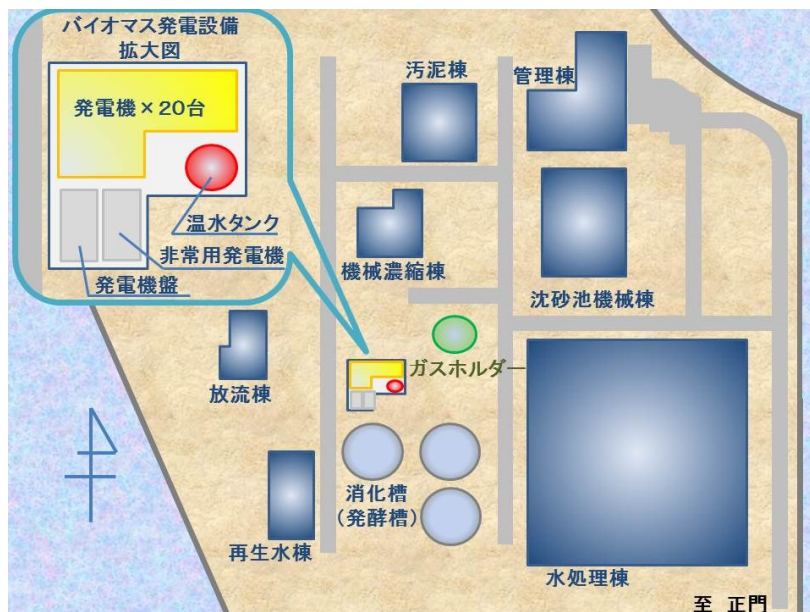 バイオマス発電設備
拡大図
発電機×20台
温水タンク
非常用発電機
発電機盤
汚泥棟
管理棟
機械濃縮棟
沈砂池機械棟
放流棟
ガスホルダー
消化槽
(発酵槽)
再生水棟
水処理棟
至 正門